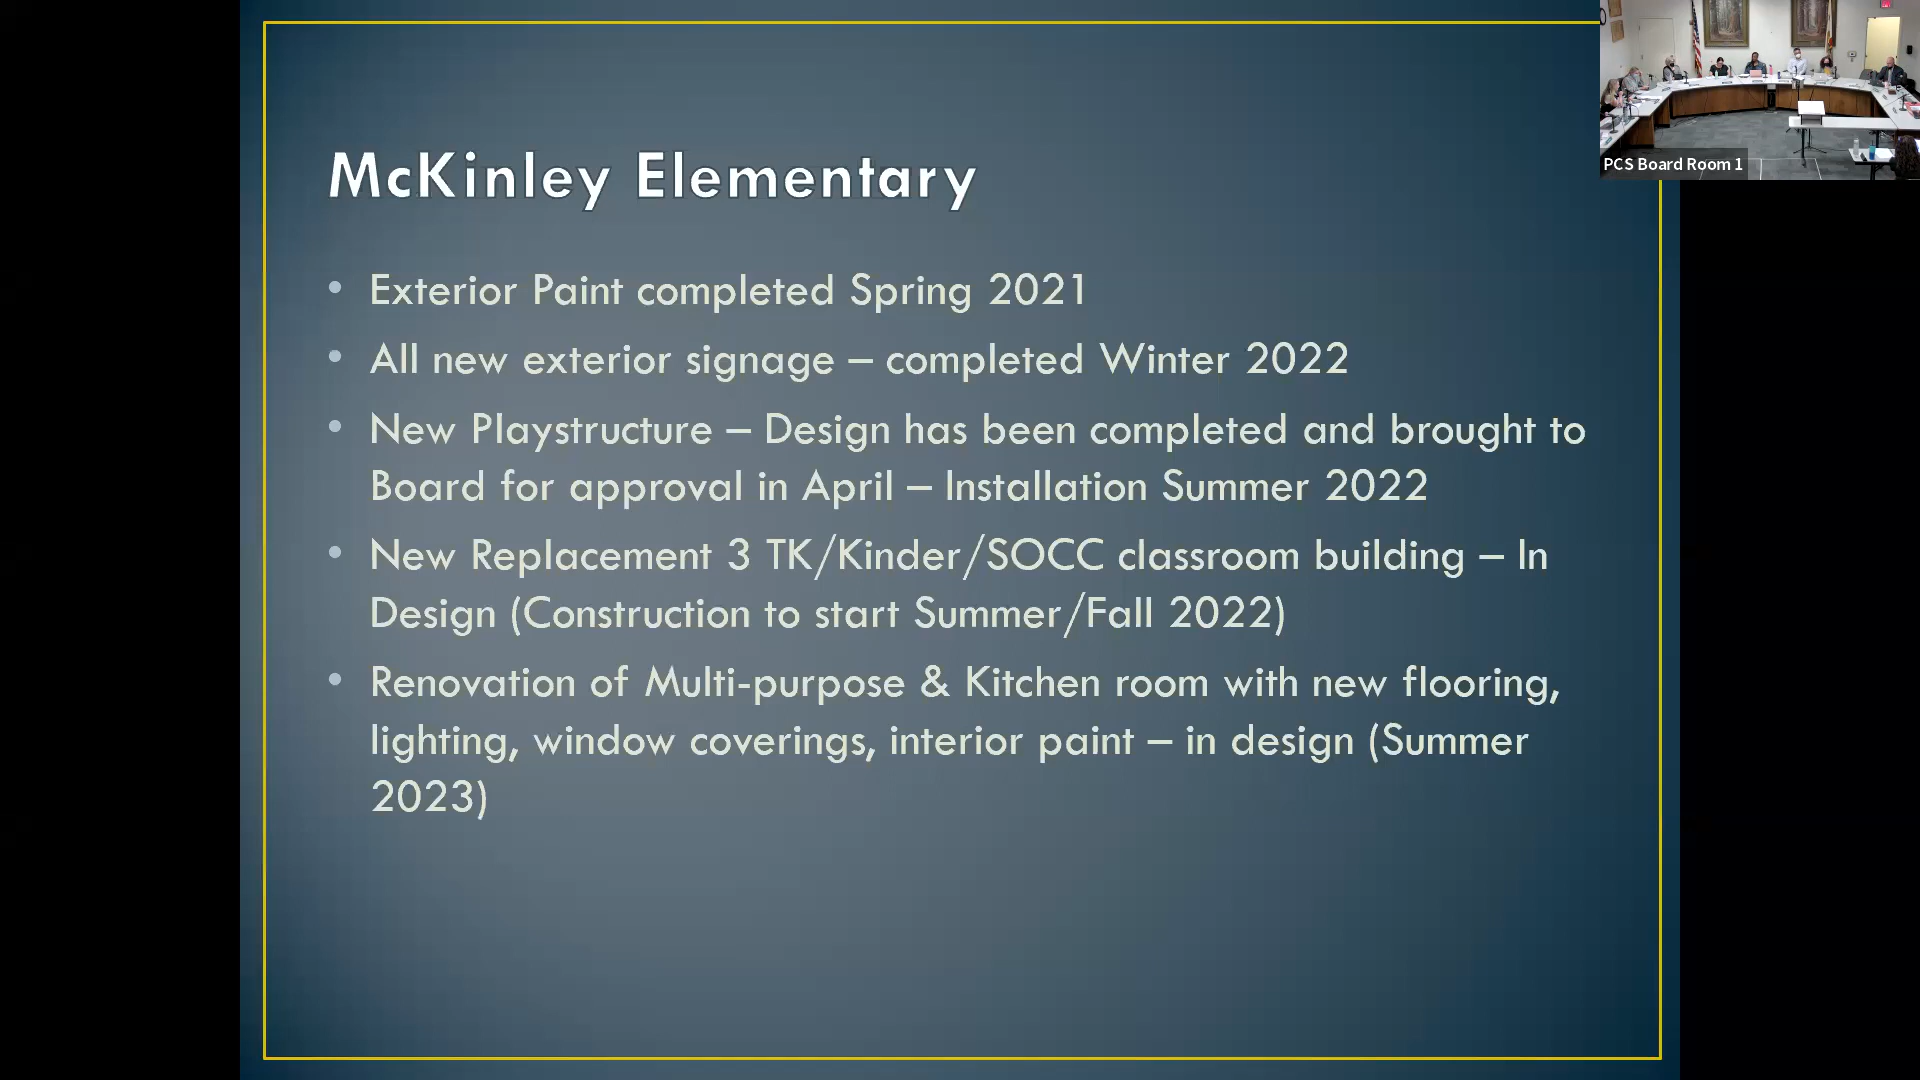 McKinley Elementary
• Exterior Paint completed Spring 2021
• All new exterior signage – completed Winter 2022
• New Playstructure – Design has been completed and brought to
Board for approval in April – Installation Summer 2022
• New Replacement 3 TK/Kinder/SOCC classroom building – In
Design (Construction to start Summer/Fall 2022)
• Renovation of Multi-purpose & Kitchen room with new flooring,
lighting, window coverings, interior paint – in design (Summer
2023)
PCS Board Room 1